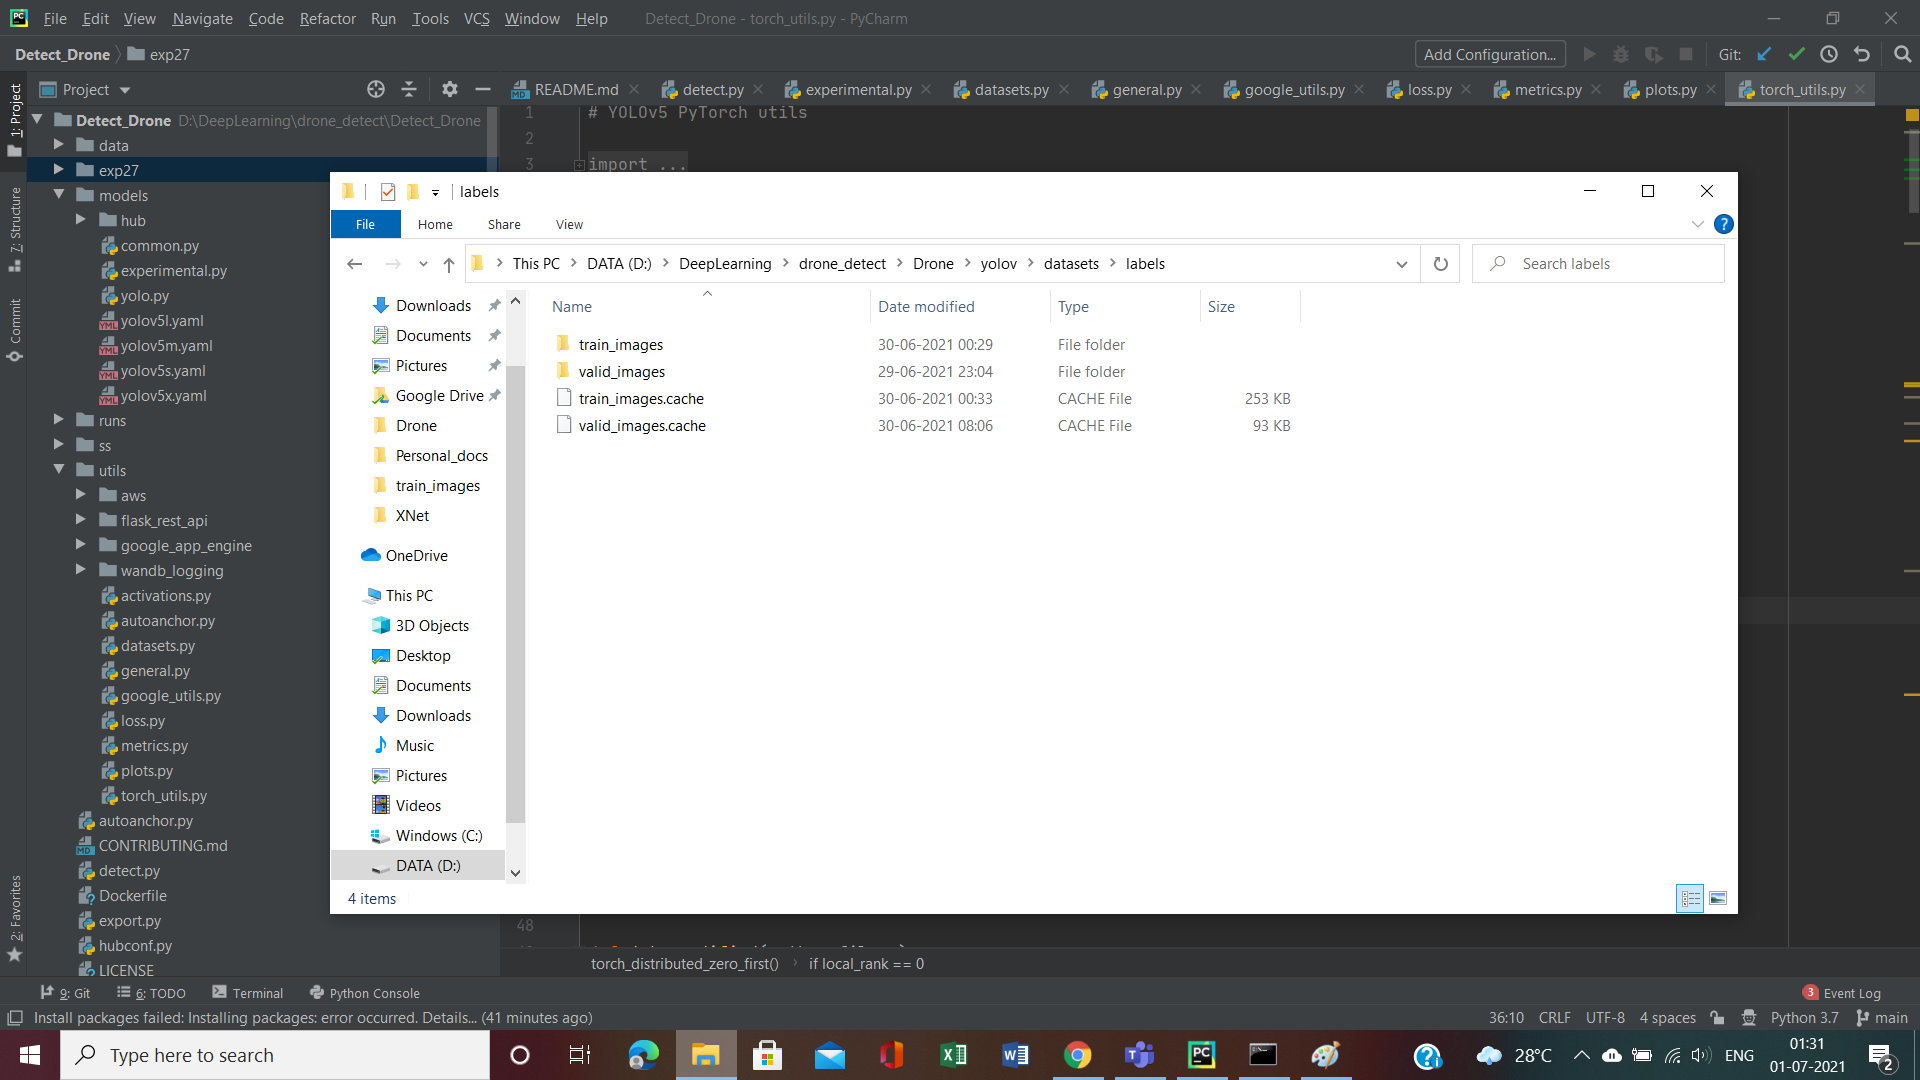 File Edit View Navigate Code Refactor Run Tools VCS Window Help Detect_Drone - torch_utils.py - PyCharm
Detect_Drone exp27 Add Configuration... Git:
Project README.md detect.py experimental.py datasets.py general.py google_utils.py loss.py metrics.py plots.py torch_utils.py
1: Project
7: Structure
Commit
2: Favorites
Detect_Drone D:\DeepLearning\drone_detect\Detect_Drone
data
exp27
models
hub
common.py
experimental.py
yolo.py
yolov5l.yaml
yolov5m.yaml
yolov5s.yaml
yolov5x.yaml
runs
ss
utils
aws
flask_rest_api
google_app_engine
wandb_logging
activations.py
autoanchor.py
datasets.py
general.py
google_utils.py
loss.py
metrics.py
plots.py
torch_utils.py
autoanchor.py
CONTRIBUTING.md
detect.py
Dockerfile
export.py
hubconf.py
LICENSE
1 # YOLOv5 PyTorch utils
2
3 import ...
labels
File Home Share View
This PC DATA (D:) DeepLearning drone_detect Drone yolov datasets labels Search labels
Downloads
Documents
Pictures
Google Drive
Drone
Personal_docs
train_images
XNet
OneDrive
This PC
3D Objects
Desktop
Documents
Downloads
Music
Pictures
Videos
Windows (C:)
DATA (D:)
Name Date modified Type Size
train_images 30-06-2021 00:29 File folder
valid_images 29-06-2021 23:04 File folder
train_images.cache 30-06-2021 00:33 CACHE File 253 KB
valid_images.cache 30-06-2021 08:06 CACHE File 93 KB
4 items
48
torch_distributed_zero_first() if local_rank == 0
9: Git 6: TODO Terminal Python Console 3 Event Log
Install packages failed: Installing packages: error occurred. Details... (41 minutes ago) 36:10 CRLF UTF-8 4 spaces Python 3.7 main
Type here to search 28°C ENG 01:31
01-07-2021 2